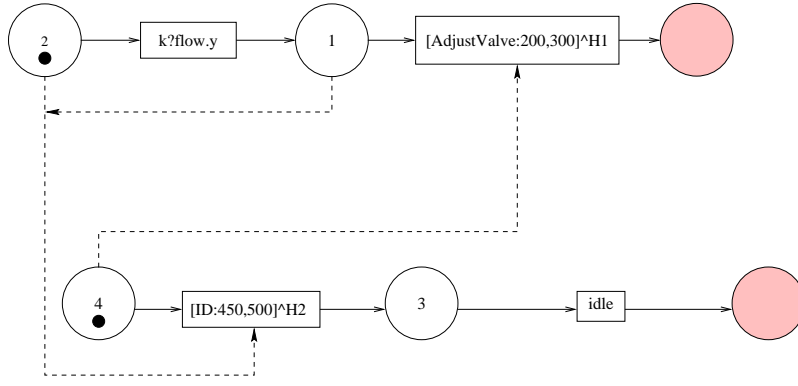 2
k?flow.y
1
[AdjustValve:200,300]^H1
4
[ID:450,500]^H2
3
idle